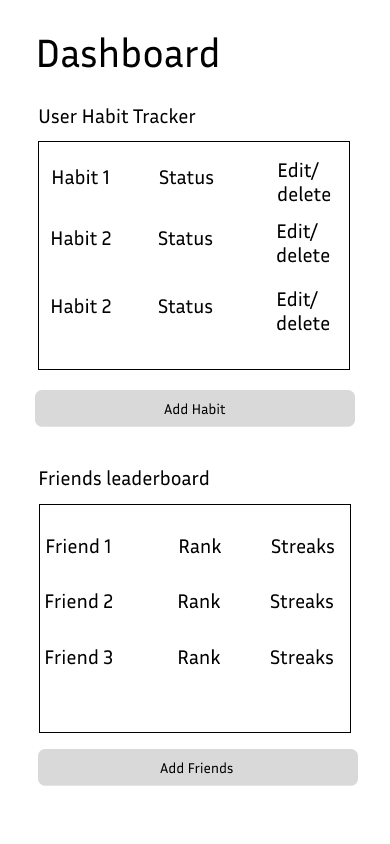 Dashboard
User Habit Tracker
Habit 1 Status Edit/
delete
Habit 2 Status Edit/
delete
Habit 2 Status Edit/
delete
Add Habit
Friends leaderboard
Friend 1 Rank Streaks
Friend 2 Rank Streaks
Friend 3 Rank Streaks
Add Friends